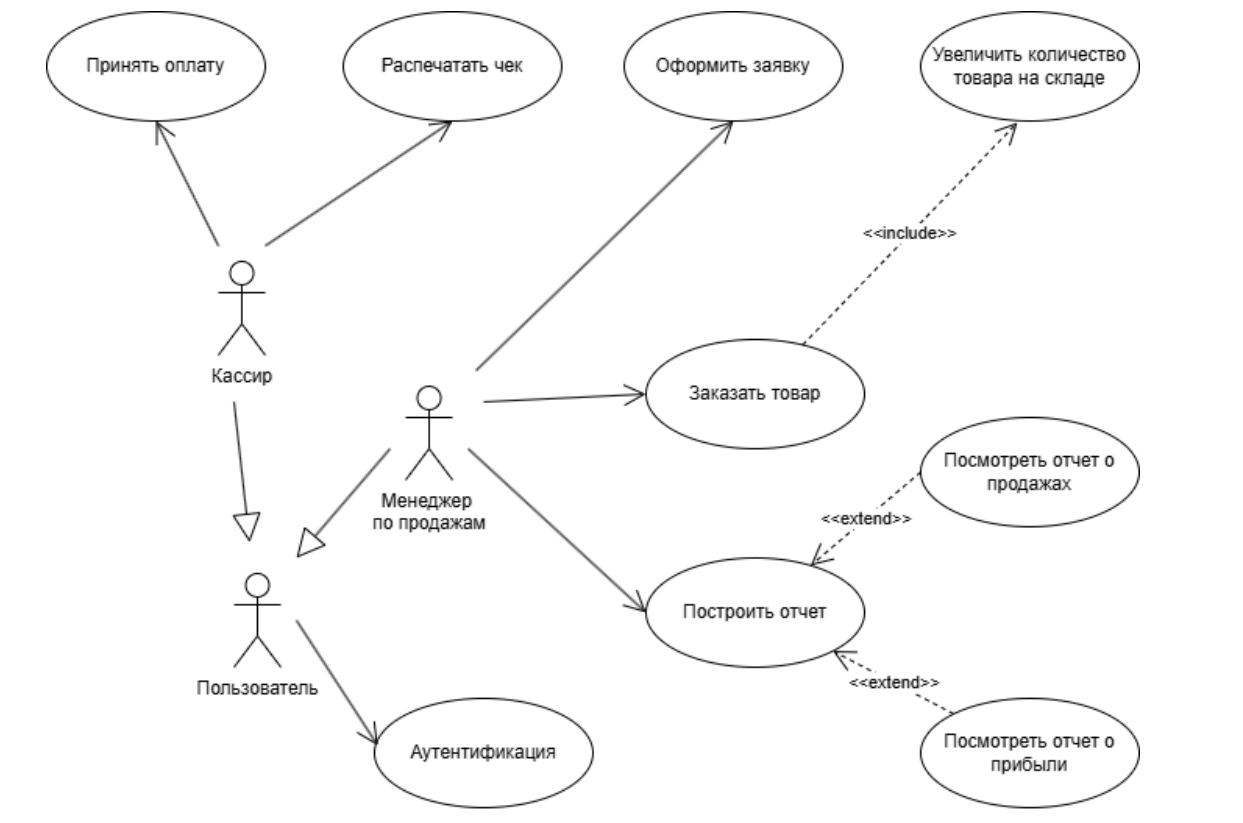 Принять оплату
Распечатать чек
Оформить заявку
Увеличить количество
товара на складе
<<include>>
Кассир
Заказать товар
Менеджер
по продажам
Посмотреть отчет о
продажах
<<extend>>
Построить отчет
Пользователь
<<extend>>
Аутентификация
Посмотреть отчет о
прибыли